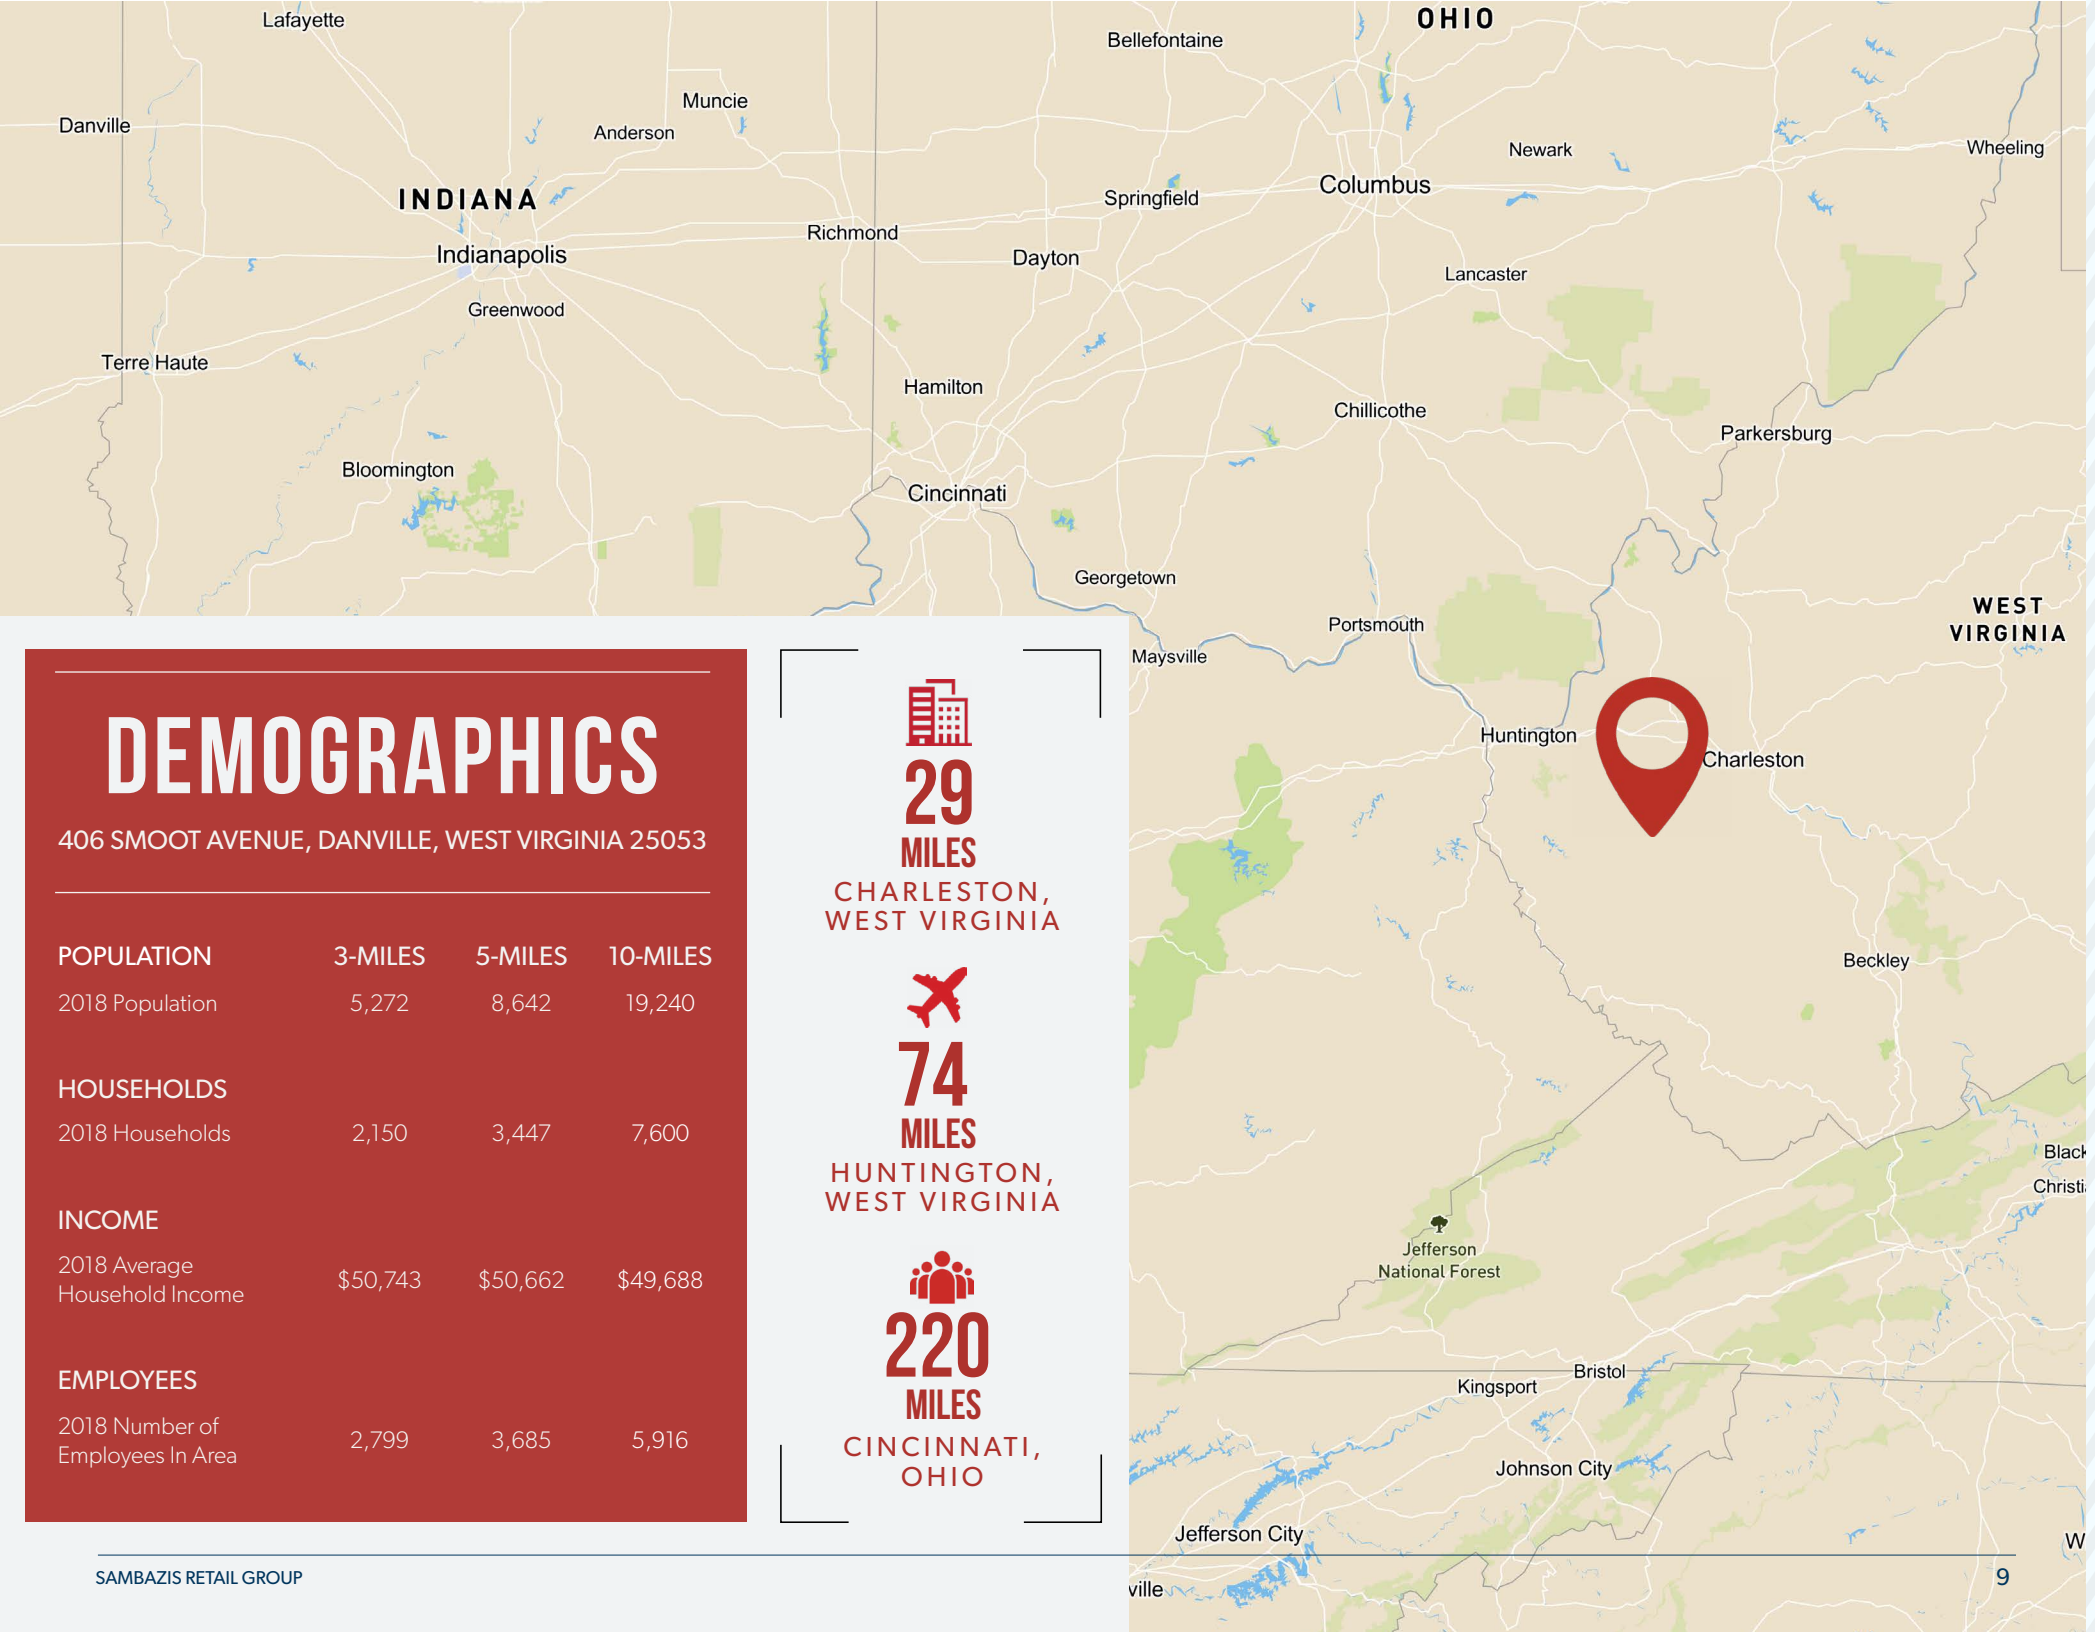 Lafayette
OHIO
Bellefontaine
Muncie
Danville
Anderson
Newark
Wheeling
INDIANA
Springfield
Columbus
Richmond
Indianapolis
Dayton
Lancaster
Greenwood
Terre Haute
Hamilton
Chillicothe
Parkersburg
Bloomington
Cincinnati
Georgetown
WEST
VIRGINIA
Portsmouth
Maysville
Huntington
Charleston
Beckley
Black
Christi
Jefferson
National Forest
Bristol
Kingsport
Johnson City
Jefferson City
W
ville
DEMOGRAPHICS
406 SMOOT AVENUE, DANVILLE, WEST VIRGINIA 25053
POPULATION 3-MILES 5-MILES 10-MILES
2018 Population 5,272 8,642 19,240
HOUSEHOLDS
2018 Households 2,150 3,447 7,600
INCOME
2018 Average
Household Income $50,743 $50,662 $49,688
EMPLOYEES
2018 Number of
Employees In Area 2,799 3,685 5,916
29
MILES
CHARLESTON,
WEST VIRGINIA
74
MILES
HUNTINGTON,
WEST VIRGINIA
220
MILES
CINCINNATI,
OHIO
SAMBAZIS RETAIL GROUP
9